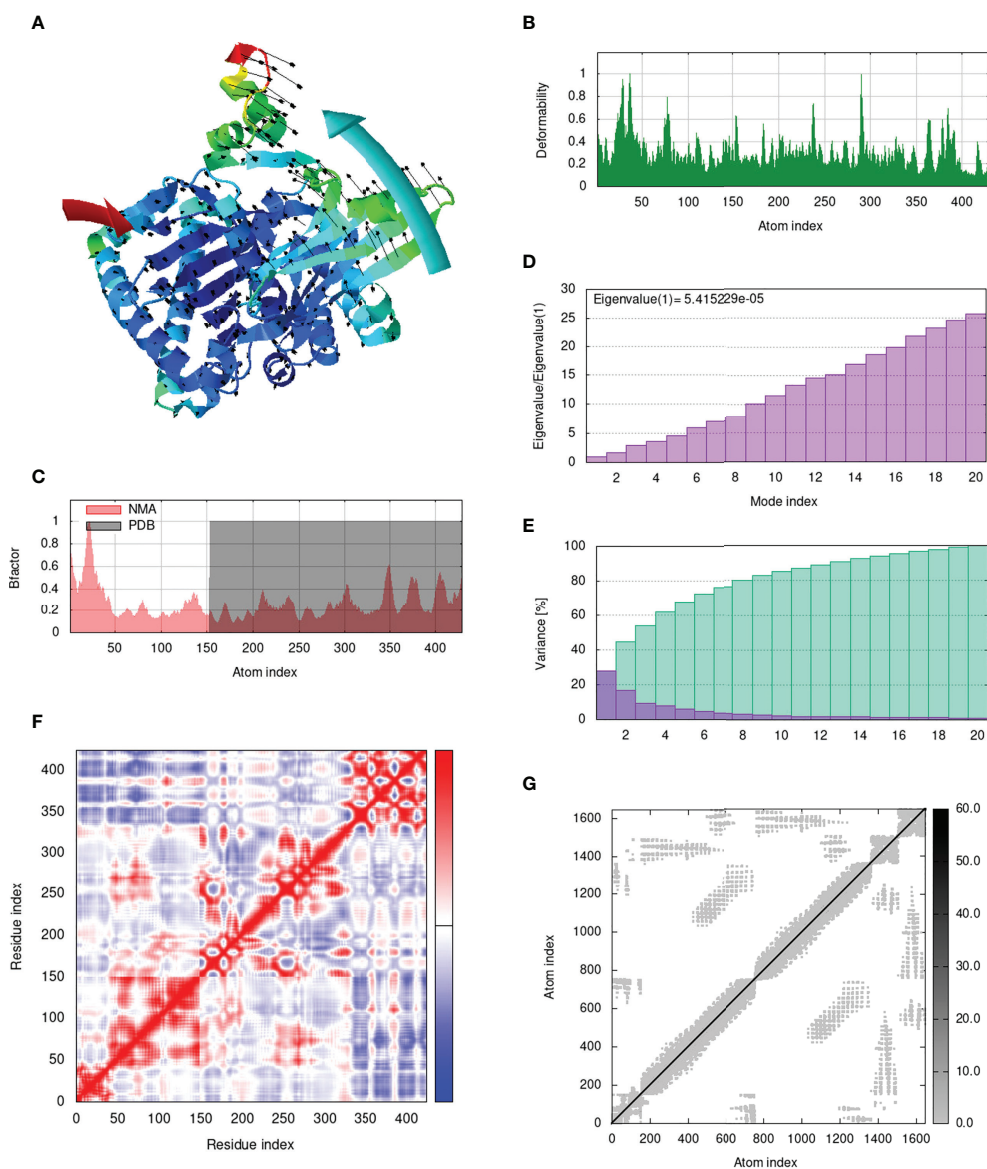 A
B
1
0.8
0.6
0.4
0.2
0
Deformability
50 100 150 200 250 300 350 400
Atom index
D
30
25
20
15
10
5
0
Eigenvalue/Eigenvalue(1)
Eigenvalue(1)= 5.415229e-05
2 4 6 8 10 12 14 16 18 20
Mode index
C
NMA
PDB
1
0.8
0.6
0.4
0.2
0
Bfactor
50 100 150 200 250 300 350 400
Atom index
E
100
80
60
40
20
0
Variance [%]
2 4 6 8 10 12 14 16 18 20
F
400
350
300
250
200
150
100
50
0
Residue index
0 50 100 150 200 250 300 350 400
Residue index
G
1600
1400
1200
1000
800
600
400
200
0
Atom index
0 200 400 600 800 1000 1200 1400 1600
Atom index
60.0
50.0
40.0
30.0
20.0
10.0
0.0